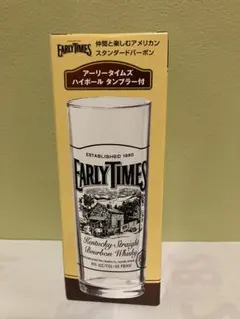 EARLY TIMES
仲間と楽しむアメリカン
スタンダードバーボン
アーリータイムズ
ハイボール タンブラー付
ESTABLISHED 1860
EARLY TIMES
Kentucky Straight
Bourbon Whisky